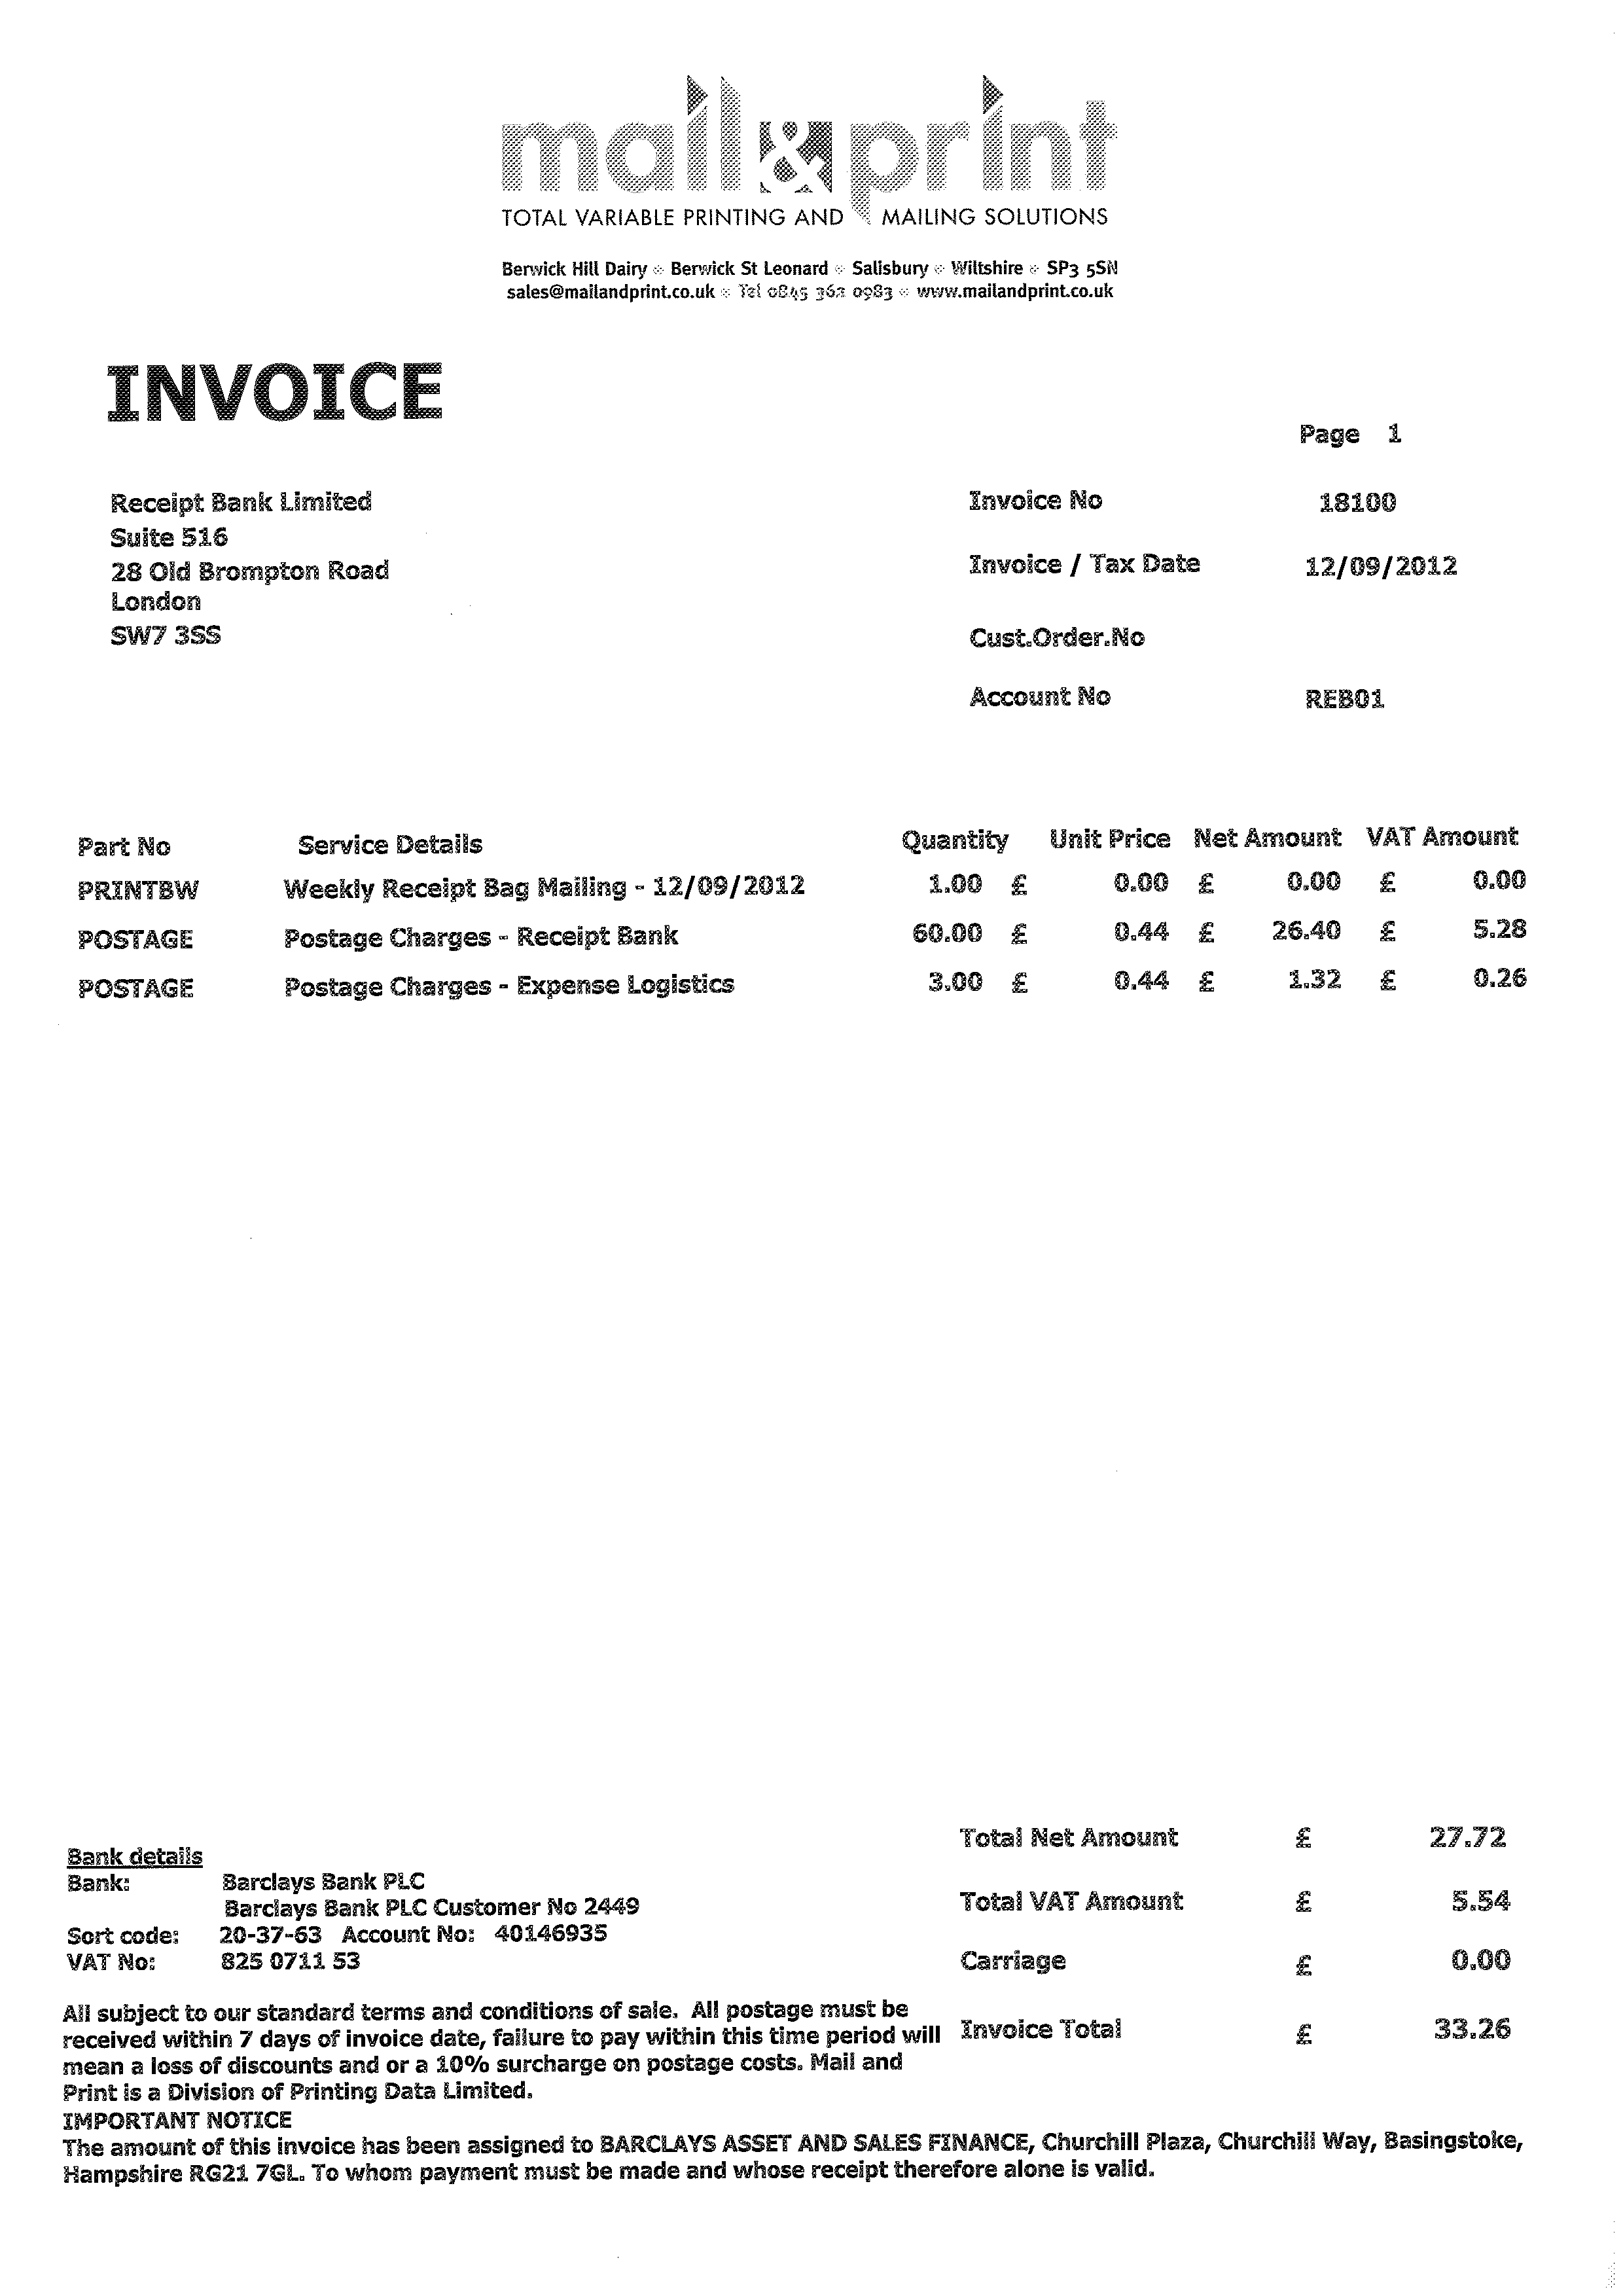 mail&print
TOTAL VARIABLE PRINTING AND MAILING SOLUTIONS
Berwick Hill Dairy Berwick St Leonard Salisbury Wiltshire SP3 5SN
sales@mailandprint.co.uk Tel 0845 362 0983 www.mailandprint.co.uk
INVOICE
Page 1
Receipt Bank Limited
Suite 516
28 Old Brompton Road
London
SW7 3SS
Invoice No 18100
Invoice / Tax Date 12/09/2012
Cust.Order.No
Account No REB01
Part No Service Details Quantity Unit Price Net Amount VAT Amount
PRINTBW Weekly Receipt Bag Mailing - 12/09/2012 1.00 £ 0.00 £ 0.00 £ 0.00
POSTAGE Postage Charges - Receipt Bank 60.00 £ 0.44 £ 26.40 £ 5.28
POSTAGE Postage Charges - Expense Logistics 3.00 £ 0.44 £ 1.32 £ 0.26
Bank details
Bank: Barclays Bank PLC
Barclays Bank PLC Customer No 2449
Sort code: 20-37-63 Account No: 40146935
VAT No: 825 0711 53
Total Net Amount £ 27.72
Total VAT Amount £ 5.54
Carriage £ 0.00
Invoice Total £ 33.26
All subject to our standard terms and conditions of sale. All postage must be
received within 7 days of invoice date, failure to pay within this time period will
mean a loss of discounts and or a 10% surcharge on postage costs. Mail and
Print is a Division of Printing Data Limited.
IMPORTANT NOTICE
The amount of this invoice has been assigned to BARCLAYS ASSET AND SALES FINANCE, Churchill Plaza, Churchill Way, Basingstoke,
Hampshire RG21 7GL. To whom payment must be made and whose receipt therefore alone is valid.